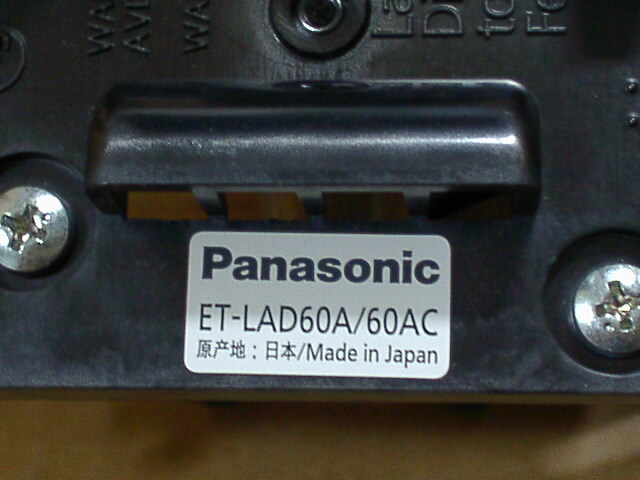 Panasonic
ET-LAD60A/60AC
原产地：日本/Made in Japan